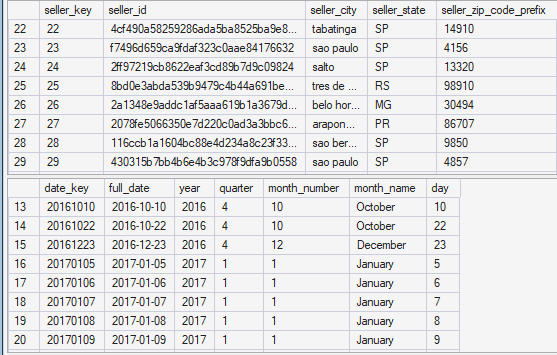 seller_key seller_id seller_city seller_state seller_zip_code_prefix
22 22 4cf490a58259286ada5ba8525ba9e8... tabatinga SP 14910
23 23 f7496d659ca9fdaf323c0aae84176632 sao paulo SP 4156
24 24 2ff97219cb8622eaf3cd89b7d9c09824 salto SP 13320
25 25 8bd0e3abda539b9479c4b44a691be... tres de ... RS 98910
26 26 2a1348e9addc1af5aaa619b1a3679d... belo hor... MG 30494
27 27 2078fe5066350e7d220c0ad3a3bbc6... arapon... PR 86707
28 28 116ccb1a1604bc88e4d234a8c23f33... sao ber... SP 9850
29 29 430315b7bb4b6e4b3c978f9dfa9b0558 sao paulo SP 4857
date_key full_date year quarter month_number month_name day
13 20161010 2016-10-10 2016 4 10 October 10
14 20161022 2016-10-22 2016 4 10 October 22
15 20161223 2016-12-23 2016 4 12 December 23
16 20170105 2017-01-05 2017 1 1 January 5
17 20170106 2017-01-06 2017 1 1 January 6
18 20170107 2017-01-07 2017 1 1 January 7
19 20170108 2017-01-08 2017 1 1 January 8
20 20170109 2017-01-09 2017 1 1 January 9